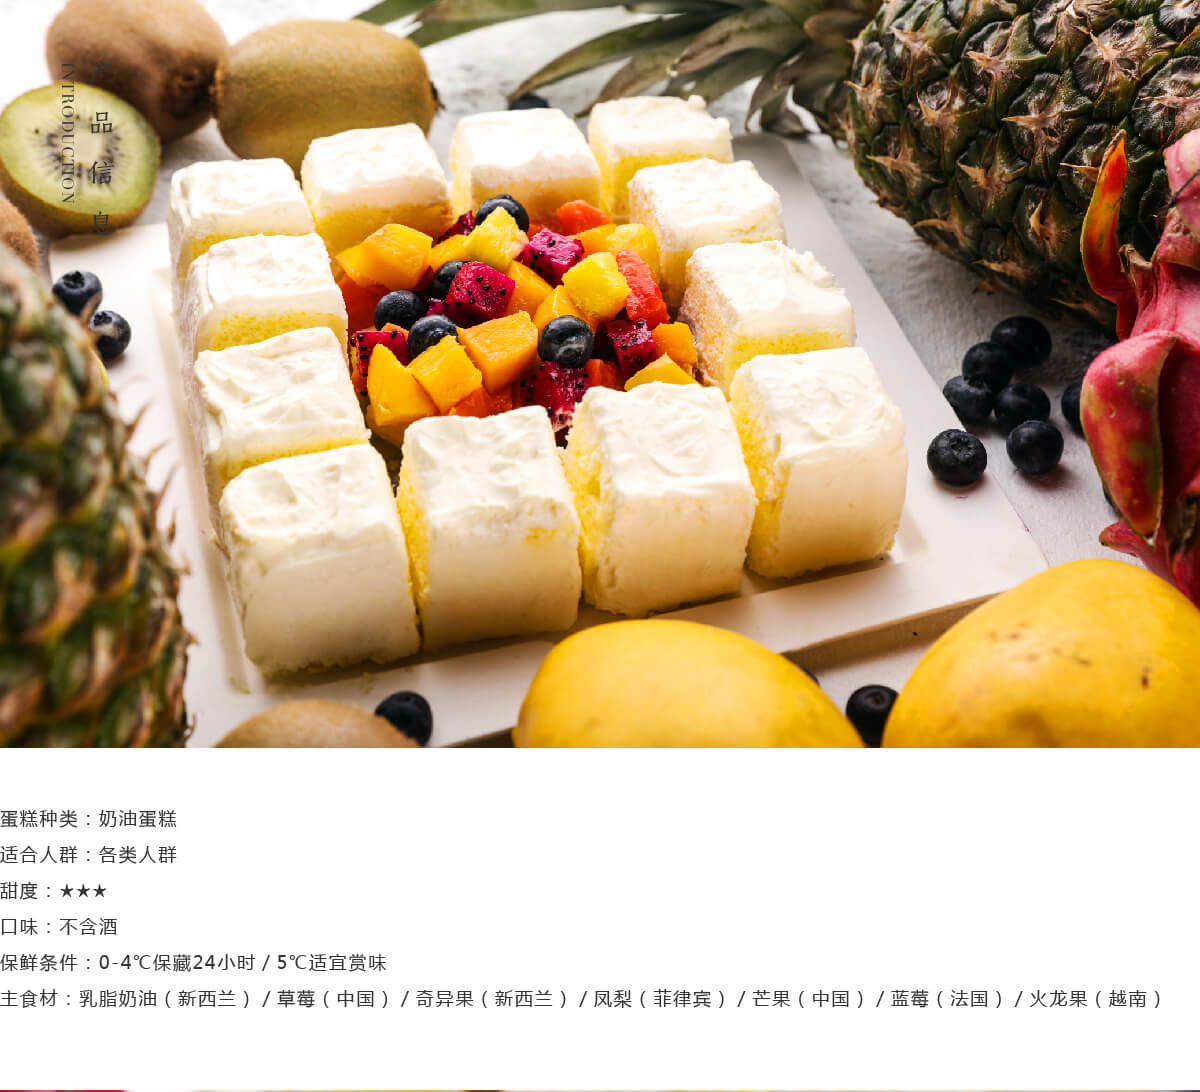 品信息
INTRODUCTION
蛋糕种类：奶油蛋糕
适合人群：各类人群
甜度：★★★
口味：不含酒
保鲜条件：0-4℃保藏24小时 / 5℃适宜赏味
主食材：乳脂奶油（新西兰）/ 草莓（中国）/ 奇异果（新西兰）/ 凤梨（菲律宾）/ 芒果（中国）/ 蓝莓（法国）/ 火龙果（越南）